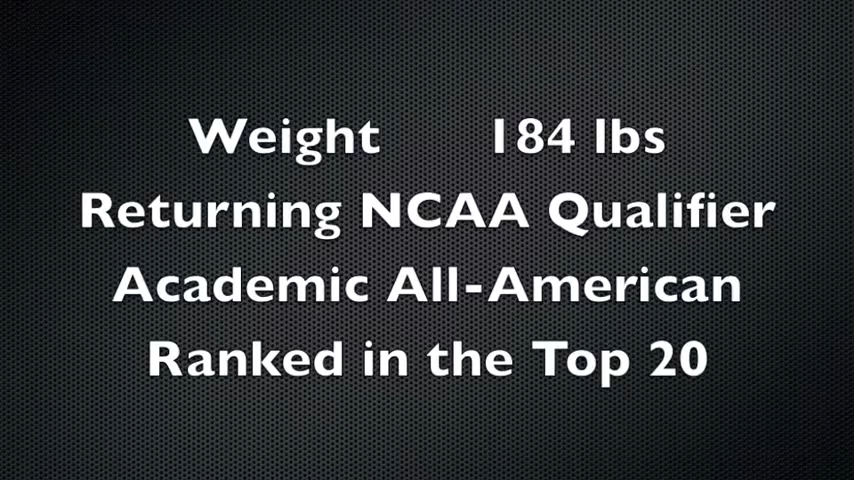 Weight 184 lbs
Returning NCAA Qualifier
Academic All-American
Ranked in the Top 20